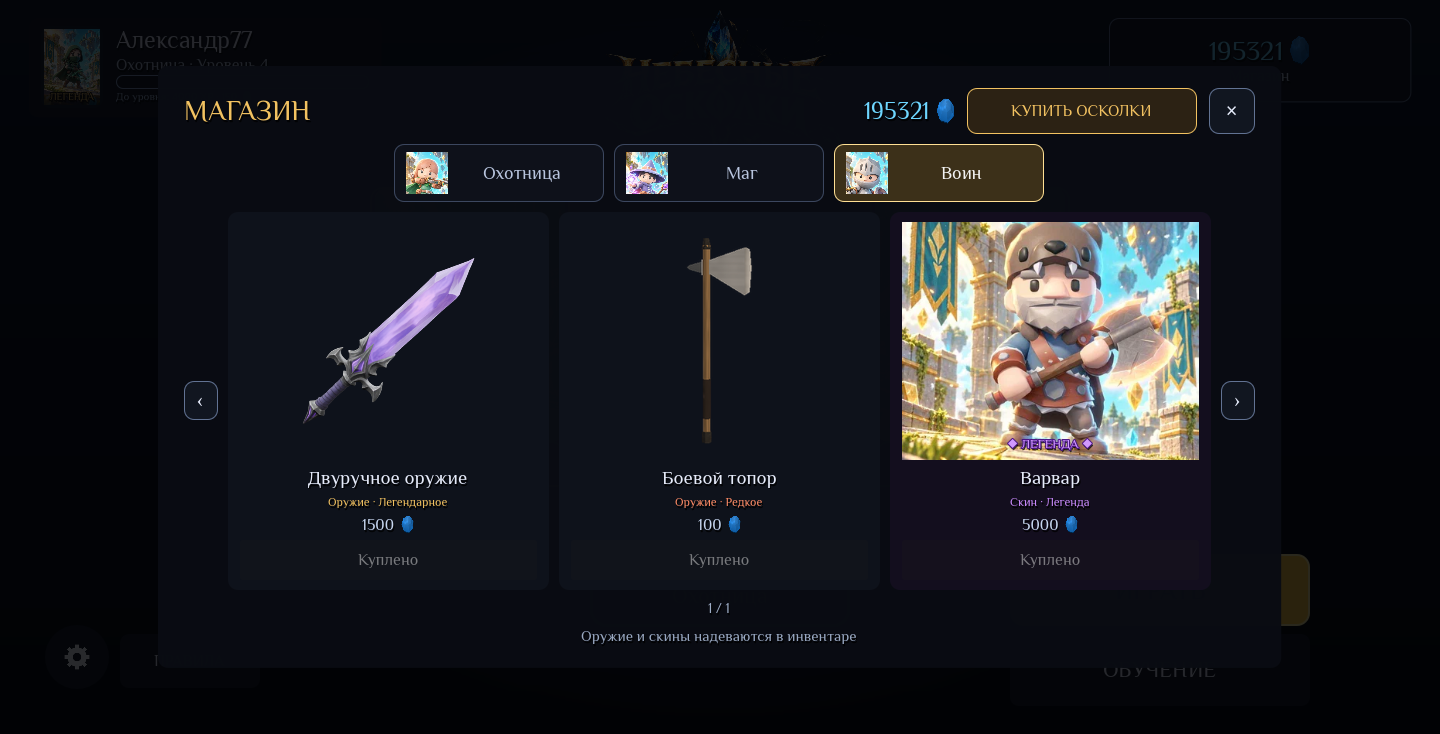 Александр77
Охотница · Уровень 4
195321
МАГАЗИН
195321
КУПИТЬ ОСКОЛКИ
×
Охотница
Маг
Воин
ЛЕГЕНДА
‹
›
Двуручное оружие
Оружие · Легендарное
1500
Куплено
Боевой топор
Оружие · Редкое
100
Куплено
Варвар
Скин · Легенда
5000
Куплено
1 / 1
Оружие и скины надеваются в инвентаре
ОБУЧЕНИЕ